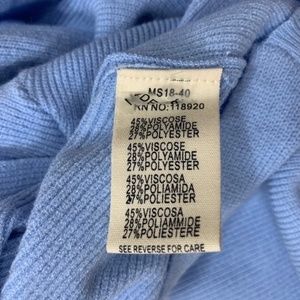 MS18-40
RN NO:118920
45%VISCOSE
28%POLYAMIDE
27%POLYESTER
45%VISCOSE
28%POLYAMIDE
27%POLYESTER
45%VISCOSA
28%POLIAMIDA
27%POLIESTER
45%VISCOSA
28%POLIAMMIDE
27%POLIESTERE
SEE REVERSE FOR CARE